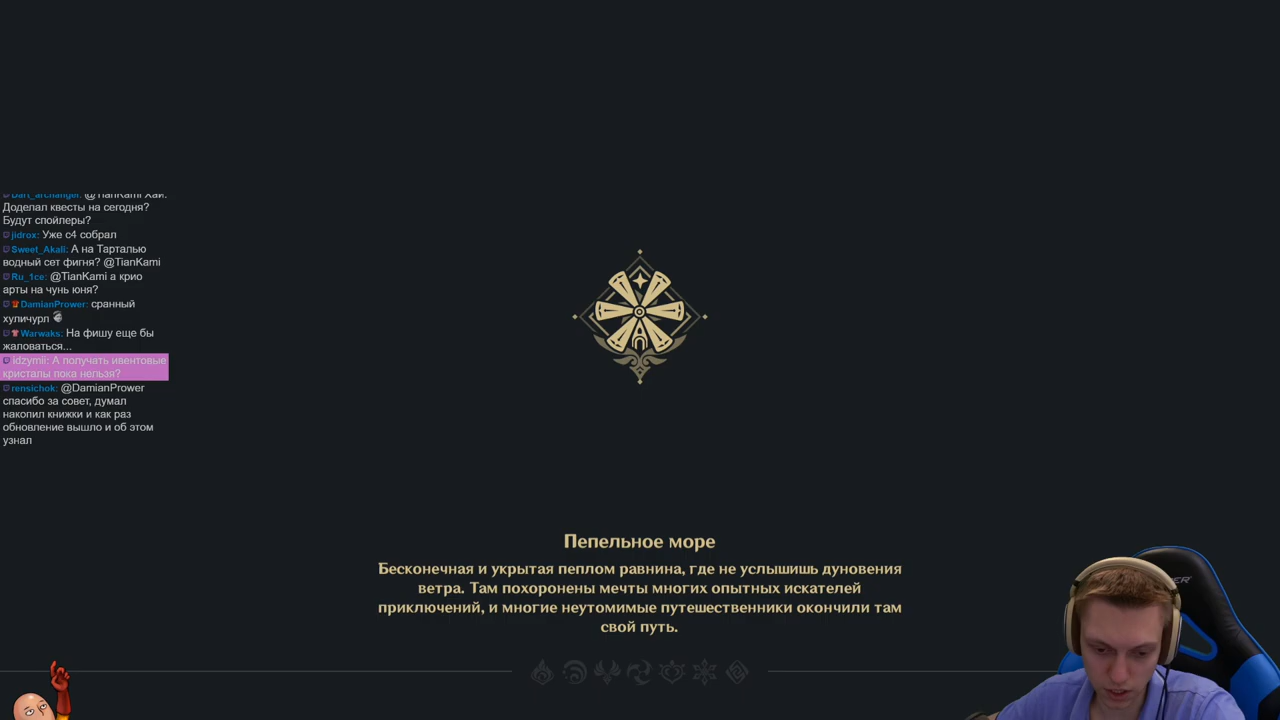 Dart_archangel: @TianKami Хай.
Доделал квесты на сегодня?
Будут спойлеры?
jidrox: Уже с4 собрал
Sweet_Akali: А на Тарталью
водный сет фигня? @TianKami
Ru_1ce: @TianKami а крио
арты на чунь юня?
DamianPrower: сранный
хуличурл
Warwaks: На фишу еще бы
жаловаться...
Idzymii: А получать ивентовые
кристалы пока нельзя?
rensichok: @DamianPrower
спасибо за совет, думал
накопил книжки и как раз
обновление вышло и об этом
узнал
Пепельное море
Бесконечная и укрытая пеплом равнина, где не услышишь дуновения
ветра. Там похоронены мечты многих опытных искателей
приключений, и многие неутомимые путешественники окончили там
свой путь.